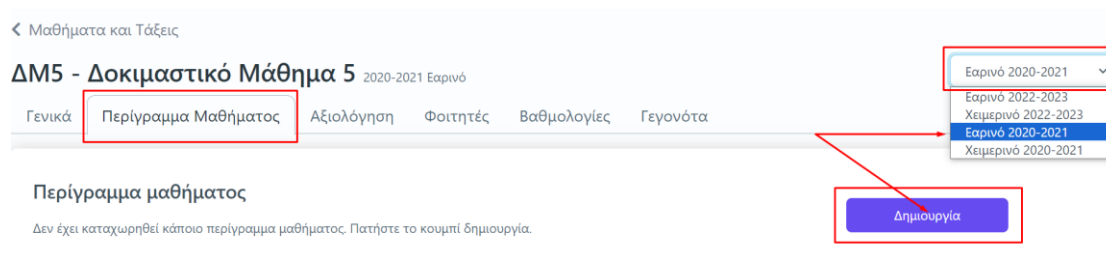 Μαθήματα και Τάξεις
ΔΜ5 - Δοκιμαστικό Μάθημα 5 2020-2021 Εαρινό
Εαρινό 2020-2021
Εαρινό 2022-2023
Χειμερινό 2022-2023
Εαρινό 2020-2021
Χειμερινό 2020-2021
Γενικά Περίγραμμα Μαθήματος Αξιολόγηση Φοιτητές Βαθμολογίες Γεγονότα
Περίγραμμα μαθήματος
Δεν έχει καταχωρηθεί κάποιο περίγραμμα μαθήματος. Πατήστε το κουμπί δημιουργία.
Δημιουργία